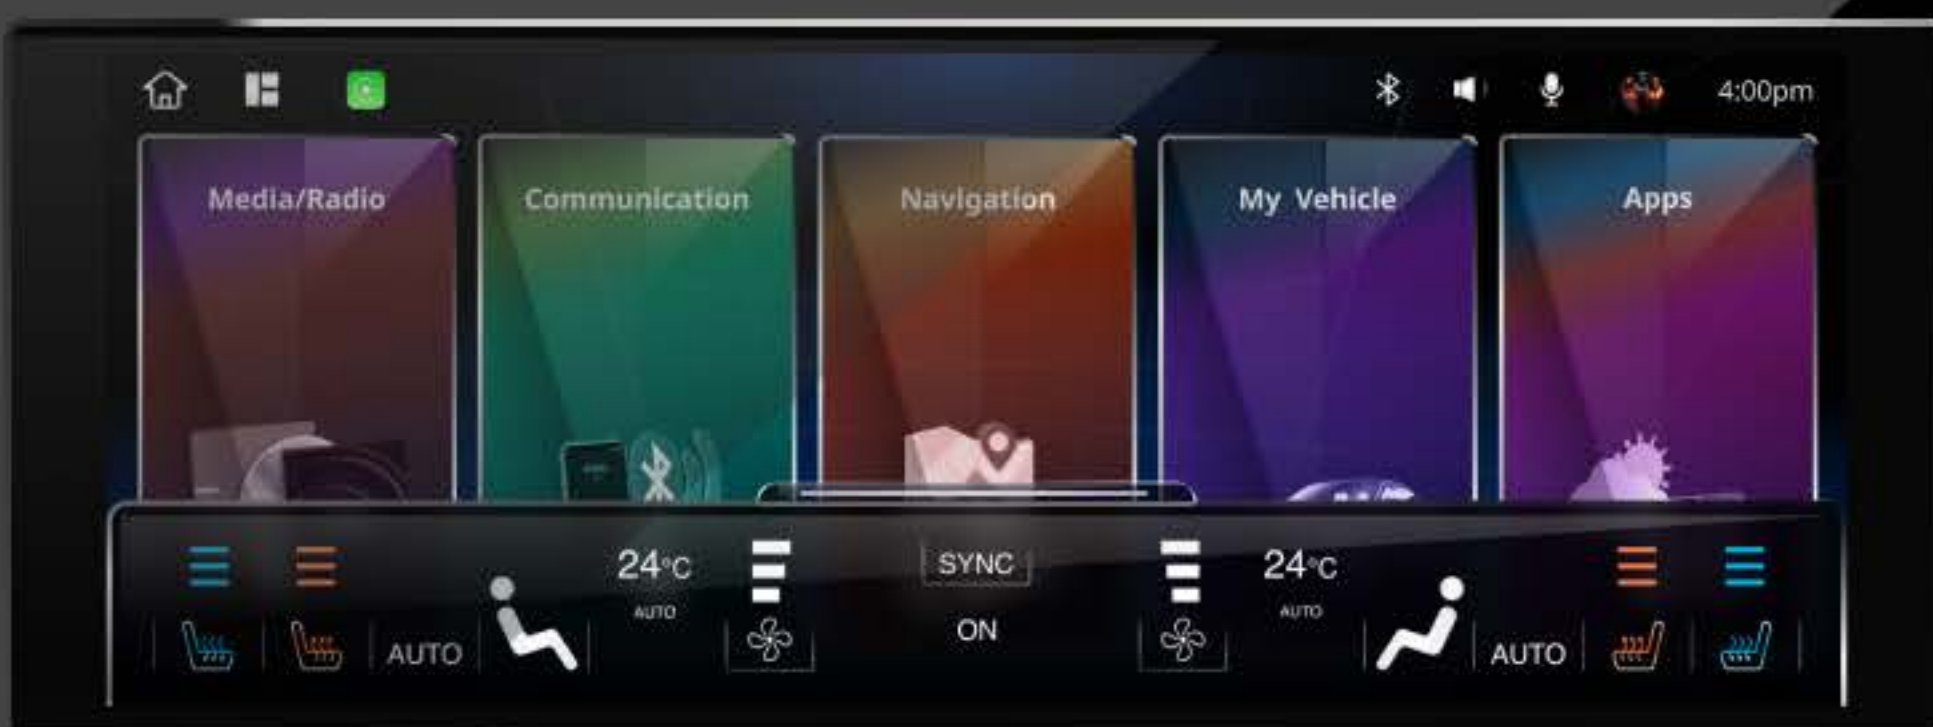 4:00pm
Media/Radio
Communication
Navigation
My Vehicle
Apps
24°C
SYNC
24°C
AUTO
AUTO
ON
AUTO
AUTO